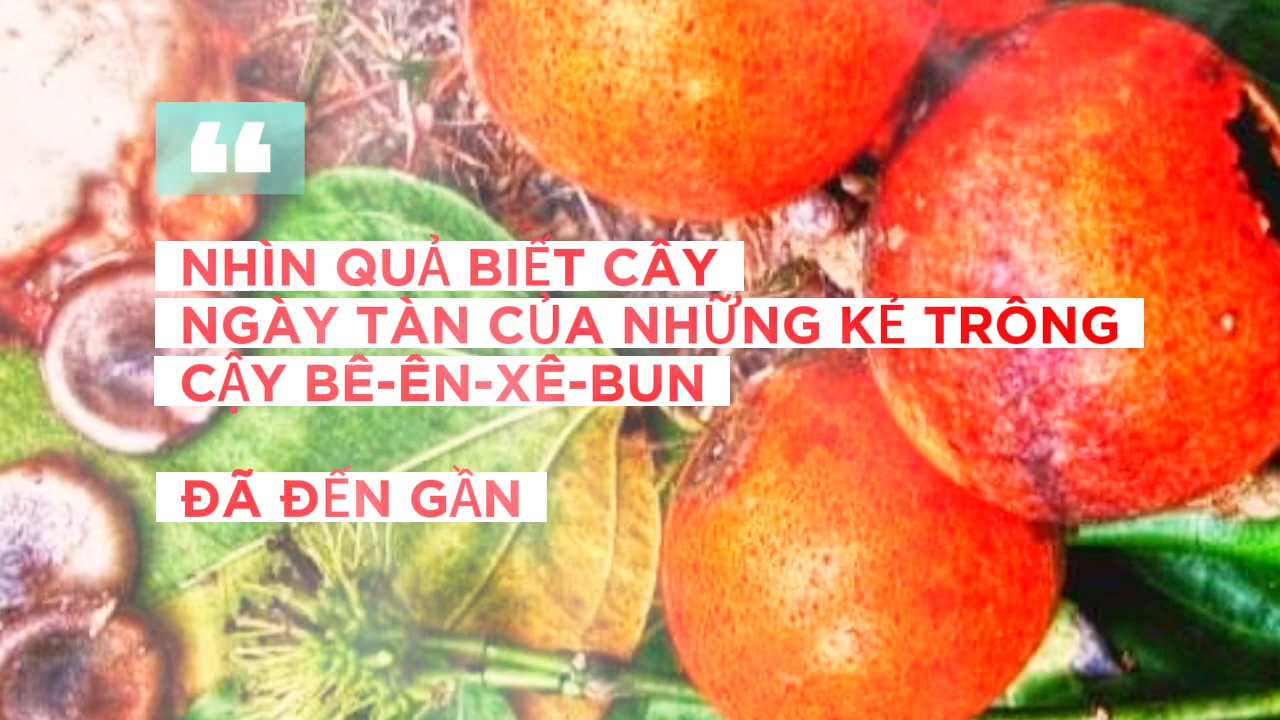 ❝
NHÌN QUẢ BIẾT CÂY
NGÀY TÀN CỦA NHỮNG KẺ TRÔNG
CẬY BÊ-ÊN-XÊ-BUN
ĐÃ ĐẾN GẦN